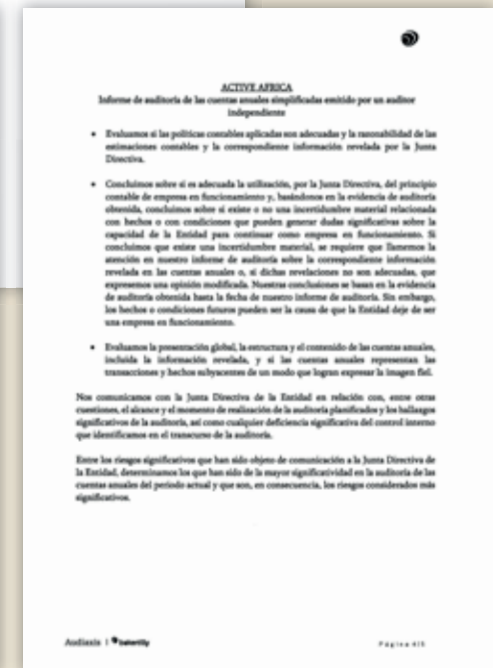 ACTIVE AFRICA
Informe de auditoría de las cuentas anuales simplificadas emitido por un auditor
independiente
• Evaluamos si las políticas contables aplicadas son adecuadas y la razonabilidad de las
estimaciones contables y la correspondiente información revelada por la Junta
Directiva.
• Concluimos sobre si es adecuada la utilización, por la Junta Directiva, del principio
contable de empresa en funcionamiento y, basándonos en la evidencia de auditoría
obtenida, concluimos sobre si existe o no una incertidumbre material relacionada
con hechos o con condiciones que pueden generar dudas significativas sobre la
capacidad de la Entidad para continuar como empresa en funcionamiento. Si
concluimos que existe una incertidumbre material, se requiere que llamemos la
atención en nuestro informe de auditoría sobre la correspondiente información
revelada en las cuentas anuales o, si dichas revelaciones no son adecuadas, que
expresemos una opinión modificada. Nuestras conclusiones se basan en la evidencia
de auditoría obtenida hasta la fecha de nuestro informe de auditoría. Sin embargo,
los hechos o condiciones futuros pueden ser la causa de que la Entidad deje de ser
una empresa en funcionamiento.
• Evaluamos la presentación global, la estructura y el contenido de las cuentas anuales,
incluida la información revelada, y si las cuentas anuales representan las
transacciones y hechos subyacentes de un modo que logran expresar la imagen fiel.
Nos comunicamos con la Junta Directiva de la Entidad en relación con, entre otras
cuestiones, el alcance y el momento de realización de la auditoría planificados y los hallazgos
significativos de la auditoría, así como cualquier deficiencia significativa del control interno
que identificamos en el transcurso de la auditoría.
Entre los riesgos significativos que han sido objeto de comunicación a la Junta Directiva de
la Entidad, determinamos los que han sido de la mayor significatividad en la auditoría de las
cuentas anuales del periodo actual y que son, en consecuencia, los riesgos considerados más
significativos.
Audiaxis | bakertilly
Página 4|5